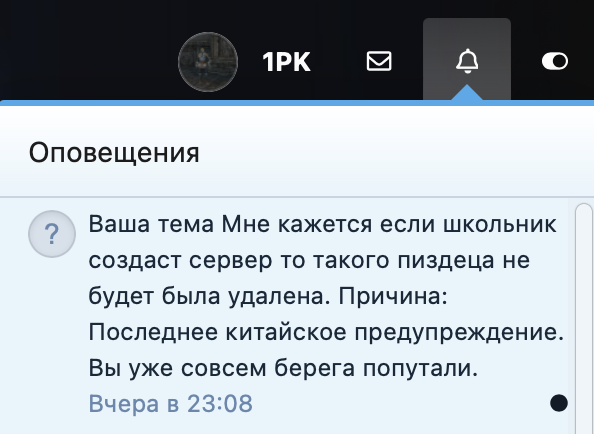 1PK
Оповещения
?
Ваша тема Мне кажется если школьник
создаст сервер то такого пиздеца не
будет была удалена. Причина:
Последнее китайское предупреждение.
Вы уже совсем берега попутали.
Вчера в 23:08